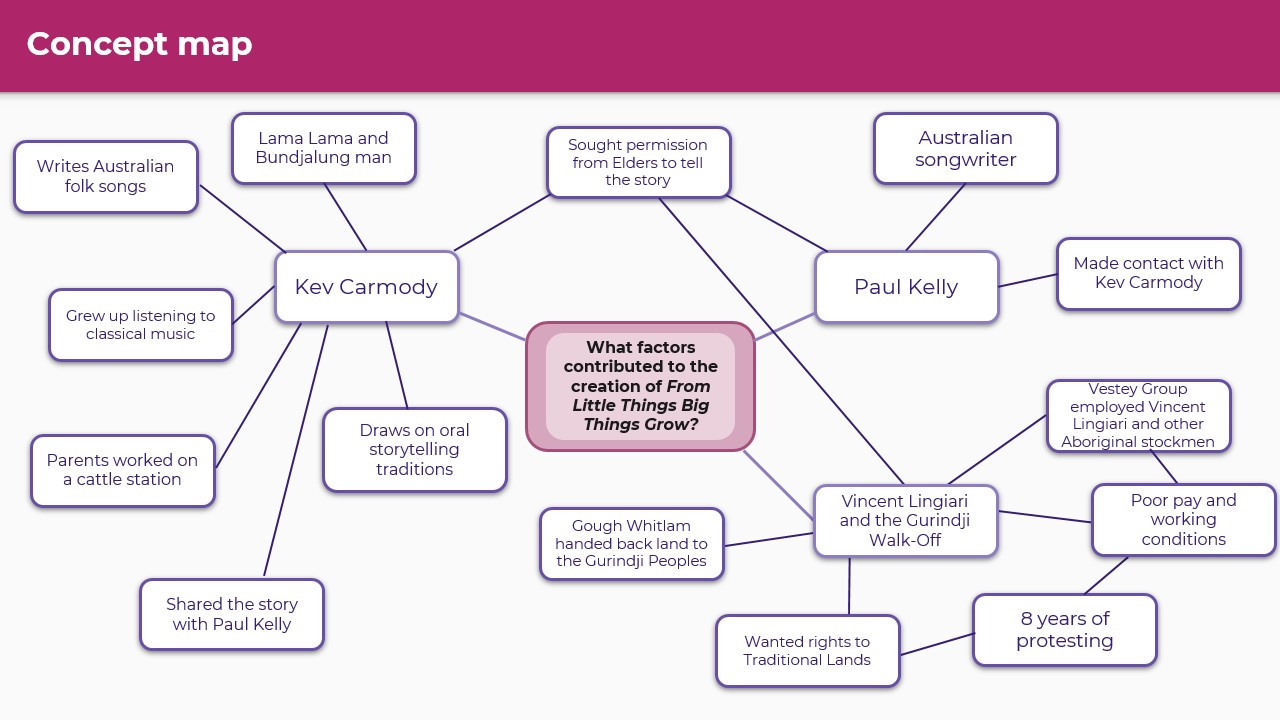 Concept map
Writes Australian
folk songs
Lama Lama and
Bundjalung man
Sought permission
from Elders to tell
the story
Australian
songwriter
Kev Carmody
Paul Kelly
Made contact with
Kev Carmody
Grew up listening to
classical music
What factors
contributed to the
creation of From
Little Things Big
Things Grow?
Draws on oral
storytelling
traditions
Parents worked on
a cattle station
Vestey Group
employed Vincent
Lingiari and other
Aboriginal stockmen
Vincent Lingiari
and the Gurindji
Walk-Off
Poor pay and
working
conditions
Gough Whitlam
handed back land to
the Gurindji Peoples
Shared the story
with Paul Kelly
Wanted rights to
Traditional Lands
8 years of
protesting